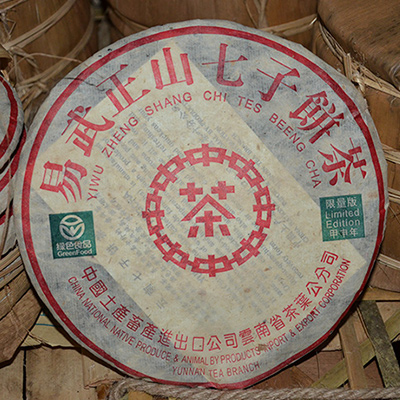 易武正山七子餅茶
YIWU ZHENG SHANG CHI TES BEENG CHA
茶
綠色食品
GreenFood
限量版
Limited
Edition
甲申年
中國土產畜產進出口公司雲南省茶葉公分司
CHINA NATIONAL NATIVE PRODUCE & ANIMAL BY PRODUCTS INPORT & EXPORT CORPORATION
YUNNAN TEA BRANCH